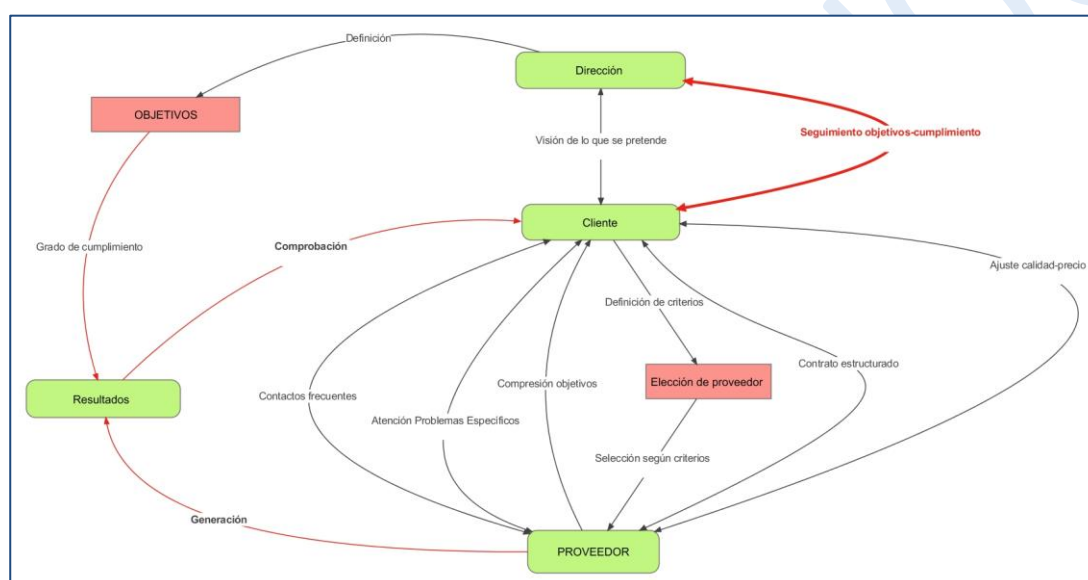 Definición
Dirección
OBJETIVOS
Seguimiento objetivos-cumplimiento
Visión de lo que se pretende
Cliente
Grado de cumplimiento
Comprobación
Ajuste calidad-precio
Definición de criterios
Contrato estructurado
Elección de proveedor
Compresión objetivos
Resultados
Contactos frecuentes
Atención Problemas Específicos
Selección según criterios
Generación
PROVEEDOR